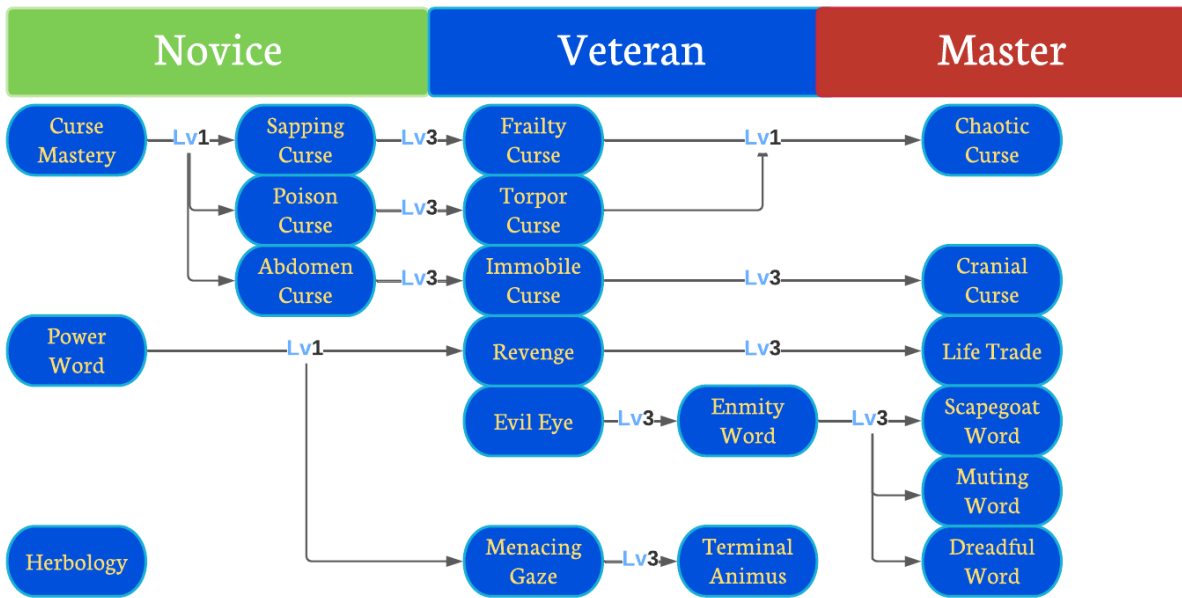 Novice
Veteran
Master
Curse
Mastery
Lv1
Sapping
Curse
Lv3
Frailty
Curse
Lv1
Chaotic
Curse
Poison
Curse
Lv3
Torpor
Curse
Abdomen
Curse
Lv3
Immobile
Curse
Lv3
Cranial
Curse
Power
Word
Lv1
Revenge
Lv3
Life Trade
Evil Eye
Lv3
Enmity
Word
Lv3
Scapegoat
Word
Muting
Word
Herbology
Menacing
Gaze
Lv3
Terminal
Animus
Dreadful
Word